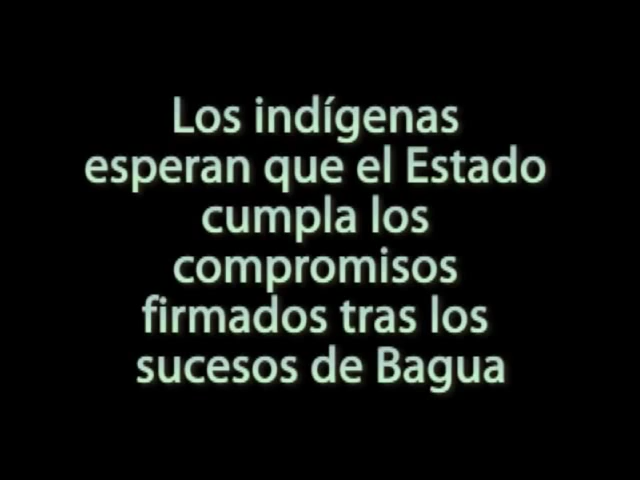 Los indígenas
esperan que el Estado
cumpla los
compromisos
firmados tras los
sucesos de Bagua